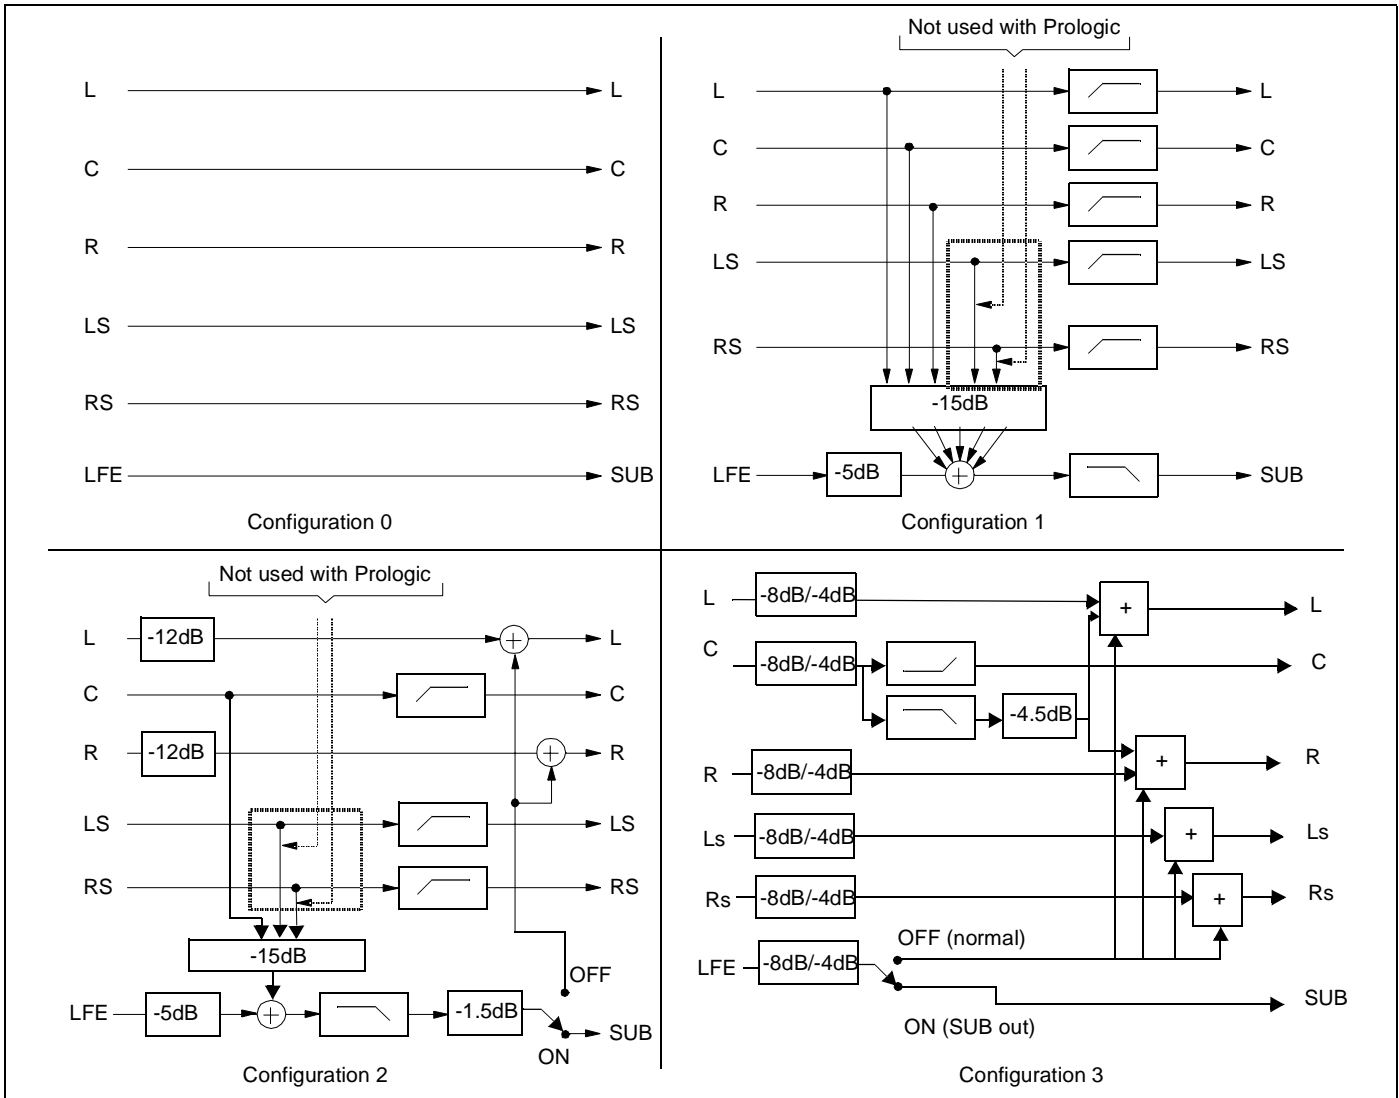 L L
C C
R R
LS LS
RS RS
LFE SUB
Configuration 0
Not used with Prologic
L L
C C
R R
LS LS
RS RS
-15dB
LFE -5dB + SUB
Configuration 1
Not used with Prologic
L -12dB + L
C C
R -12dB + R
LS LS
RS RS
-15dB
OFF
LFE -5dB + -1.5dB SUB
ON
Configuration 2
L -8dB/-4dB + L
C -8dB/-4dB C
-4.5dB
R -8dB/-4dB + R
Ls -8dB/-4dB + Ls
Rs -8dB/-4dB + Rs
OFF (normal)
LFE -8dB/-4dB SUB
ON (SUB out)
Configuration 3